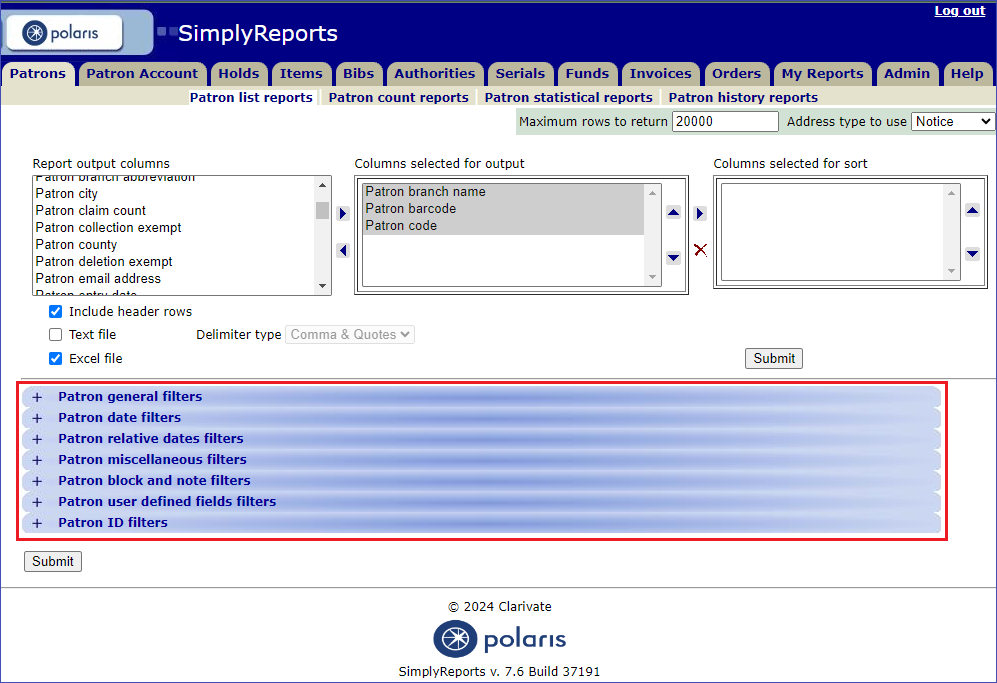 Log out
polaris
SimplyReports
Patrons Patron Account Holds Items Bibs Authorities Serials Funds Invoices Orders My Reports Admin Help
Patron list reports Patron count reports Patron statistical reports Patron history reports
Maximum rows to return 20000 Address type to use Notice
Report output columns
Patron branch abbreviation
Patron city
Patron claim count
Patron collection exempt
Patron county
Patron deletion exempt
Patron email address
Patron entry date
Columns selected for output
Patron branch name
Patron barcode
Patron code
Columns selected for sort
Include header rows
Text file Delimiter type Comma & Quotes
Excel file
Submit
+ Patron general filters
+ Patron date filters
+ Patron relative dates filters
+ Patron miscellaneous filters
+ Patron block and note filters
+ Patron user defined fields filters
+ Patron ID filters
Submit
© 2024 Clarivate
polaris
SimplyReports v. 7.6 Build 37191